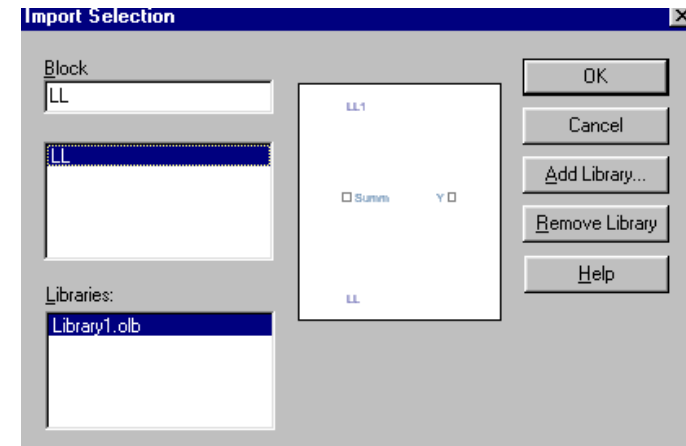 Import Selection
Block
LL
LL
Libraries:
Library1.olb
LL1
Summ Y
LL
OK
Cancel
Add Library...
Remove Library
Help